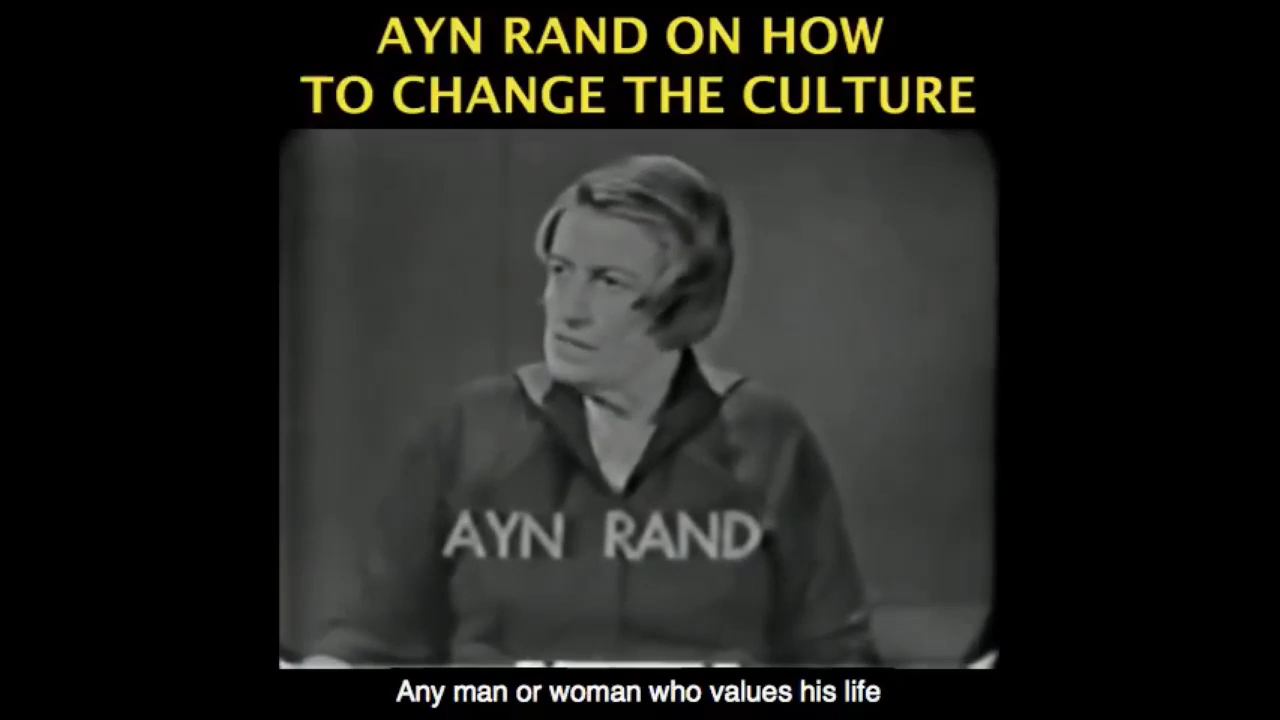 AYN RAND ON HOW
TO CHANGE THE CULTURE
AYN RAND
Any man or woman who values his life